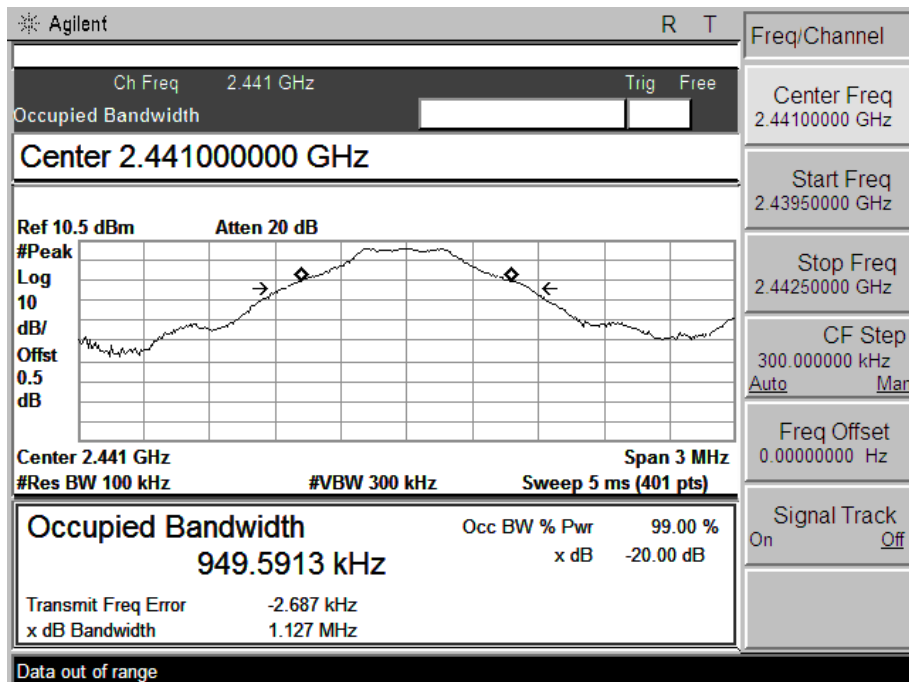 Agilent R T
Ch Freq 2.441 GHz Trig Free
Occupied Bandwidth
Center 2.441000000 GHz
Ref 10.5 dBm Atten 20 dB
#Peak
Log
10
dB/
Offst
0.5
dB
Center 2.441 GHz Span 3 MHz
#Res BW 100 kHz #VBW 300 kHz Sweep 5 ms (401 pts)
Occupied Bandwidth
949.5913 kHz
Occ BW % Pwr 99.00 %
x dB -20.00 dB
Transmit Freq Error -2.687 kHz
x dB Bandwidth 1.127 MHz
Data out of range
Freq/Channel
Center Freq
2.44100000 GHz
Start Freq
2.43950000 GHz
Stop Freq
2.44250000 GHz
CF Step
300.000000 kHz
Auto Man
Freq Offset
0.00000000 Hz
Signal Track
On Off